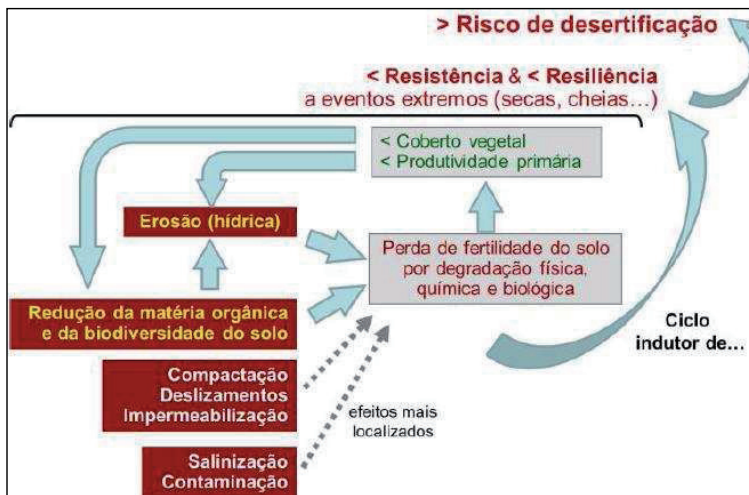 > Risco de desertificação
< Resistência & < Resiliência
a eventos extremos (secas, cheias…)
< Coberto vegetal
< Produtividade primária
Erosão (hídrica)
Perda de fertilidade do solo
por degradação física,
química e biológica
Redução da matéria orgânica
e da biodiversidade do solo
Ciclo
indutor de…
Compactação
Deslizamentos
Impermeabilização
efeitos mais
localizados
Salinização
Contaminação